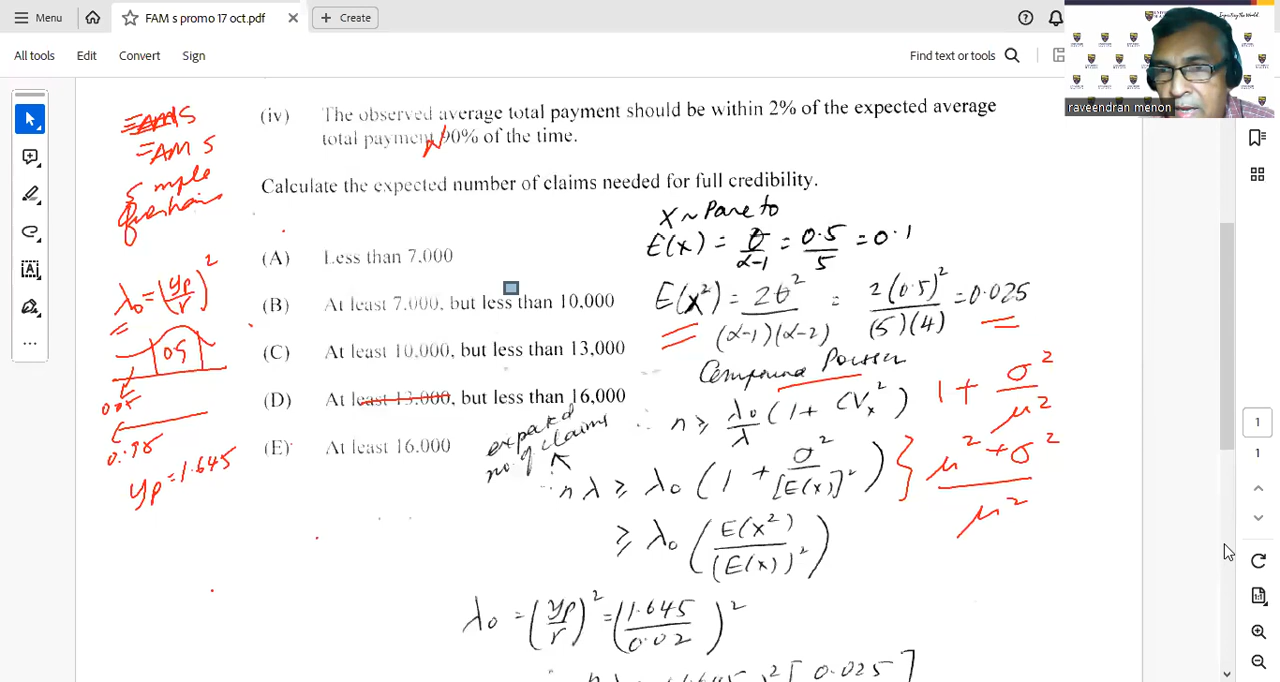 Menu
FAM s promo 17 oct.pdf
Create
All tools
Edit
Convert
Sign
Find text or tools
raveendran menon
(iv) The observed average total payment should be within 2% of the expected average
total payment 90% of the time.
Calculate the expected number of claims needed for full credibility.
(A) Less than 7,000
(B) At least 7,000, but less than 10,000
(C) At least 10,000, but less than 13,000
(D) At least 13,000, but less than 16,000
(E) At least 16,000
AM S
λ₀ = (yp/r)²
0.9
0.05
0.95
yp = 1.645
X ~ Pareto
E(x) = θ/(α-1) = 0.5/5 = 0.1
E(x²) = 2θ²/(α-1)(α-2) = 2(0.5)²/(5)(4) = 0.025
Compound Poisson
∴ n ≥ λ₀/λ (1 + CVx²)
1 + σ²/μ²
expected
no. of claims
∴ nλ ≥ λ₀ (1 + σ²/[E(x)]²)
μ² + σ²/μ²
≥ λ₀ (E(x²)/(E(x))²)
λ₀ = (yp/r)² = (1.645/0.02)²
[0.025]
1
1